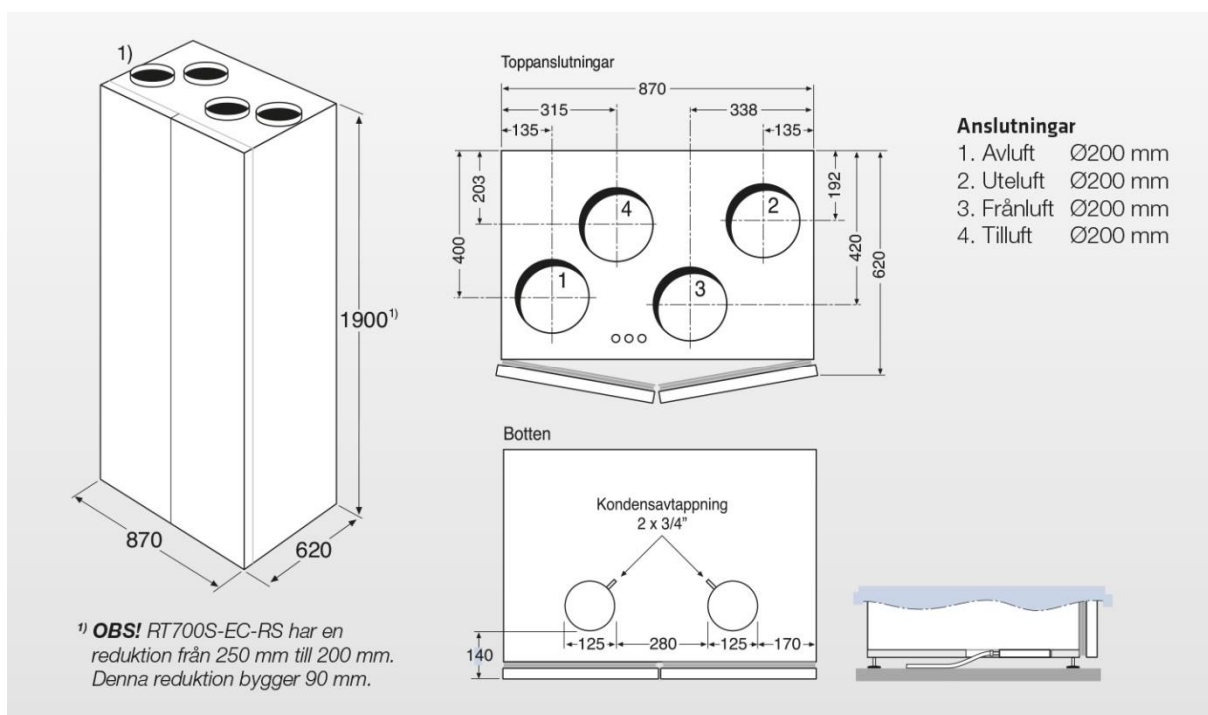 1)
1900¹⁾
870
620
¹⁾ OBS! RT700S-EC-RS har en
reduktion från 250 mm till 200 mm.
Denna reduktion bygger 90 mm.
Toppanslutningar
870
315
338
135
135
203
192
400
420
620
4
2
1
3
Botten
Kondensavtappning
2 x 3/4"
125
280
125
170
140
Anslutningar
1. Avluft Ø200 mm
2. Uteluft Ø200 mm
3. Frånluft Ø200 mm
4. Tilluft Ø200 mm